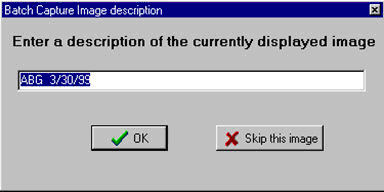 Batch Capture Image description
Enter a description of the currently displayed image
ABG 3/30/99
OK
Skip this image